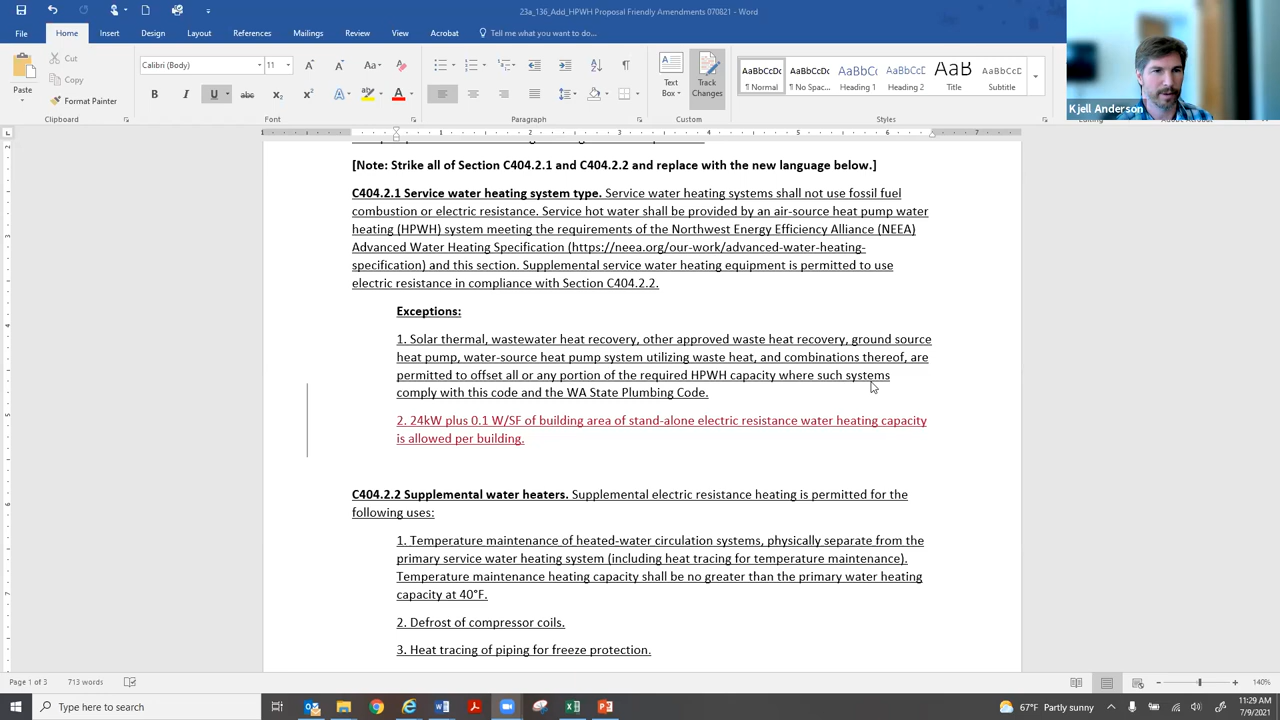 23a_136_Add_HPWH Proposal Friendly Amendments 070821 - Word
File Home Insert Design Layout References Mailings Review View Acrobat Tell me what you want to do...
Paste
Cut
Copy
Format Painter
Clipboard
Calibri (Body) 11
Font
Paragraph
Text Box
Track Changes
Custom
AaBbCcDc AaBbCcDc AaBbCc AaBbCcD AaB AaBbCcD
¶ Normal ¶ No Spac... Heading 1 Heading 2 Title Subtitle
Styles
Kjell Anderson
[Note: Strike all of Section C404.2.1 and C404.2.2 and replace with the new language below.]
C404.2.1 Service water heating system type. Service water heating systems shall not use fossil fuel
combustion or electric resistance. Service hot water shall be provided by an air-source heat pump water
heating (HPWH) system meeting the requirements of the Northwest Energy Efficiency Alliance (NEEA)
Advanced Water Heating Specification (https://neea.org/our-work/advanced-water-heating-
specification) and this section. Supplemental service water heating equipment is permitted to use
electric resistance in compliance with Section C404.2.2.
Exceptions:
1. Solar thermal, wastewater heat recovery, other approved waste heat recovery, ground source
heat pump, water-source heat pump system utilizing waste heat, and combinations thereof, are
permitted to offset all or any portion of the required HPWH capacity where such systems
comply with this code and the WA State Plumbing Code.
2. 24kW plus 0.1 W/SF of building area of stand-alone electric resistance water heating capacity
is allowed per building.
C404.2.2 Supplemental water heaters. Supplemental electric resistance heating is permitted for the
following uses:
1. Temperature maintenance of heated-water circulation systems, physically separate from the
primary service water heating system (including heat tracing for temperature maintenance).
Temperature maintenance heating capacity shall be no greater than the primary water heating
capacity at 40°F.
2. Defrost of compressor coils.
3. Heat tracing of piping for freeze protection.
Page 1 of 3 713 words 140%
Type here to search
67°F Partly sunny
11:29 AM
7/9/2021